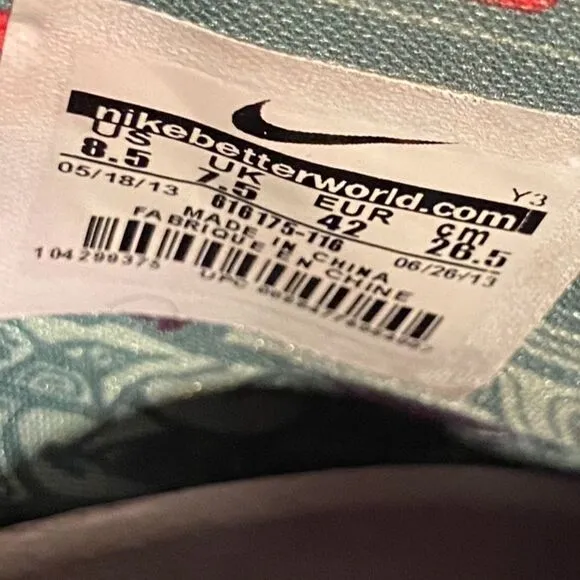 nikebetterworld.com
Y3
US UK EUR cm
8.5 7.5 42 26.5
05/18/13 616175-116 06/26/13
MADE IN CHINA
FABRIQUE EN CHINE
104299375 UPC